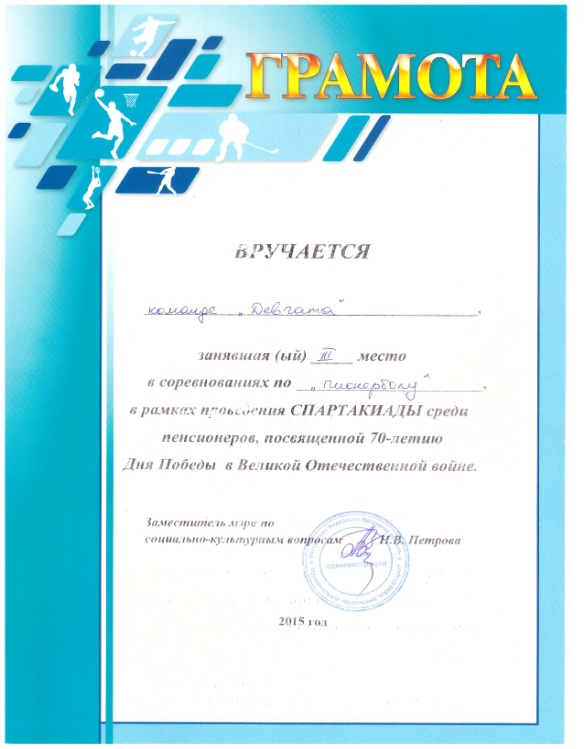 ГРАМОТА
ВРУЧАЕТСЯ
команде „Девчата“
занявшая (ый) III место
в соревнованиях по „пионерболу“,
в рамках проведения СПАРТАКИАДЫ среди
пенсионеров, посвященной 70-летию
Дня Победы в Великой Отечественной войне.
Заместитель мэра по
социально-культурным вопросам Н.В. Петрова
администрация
2015 год